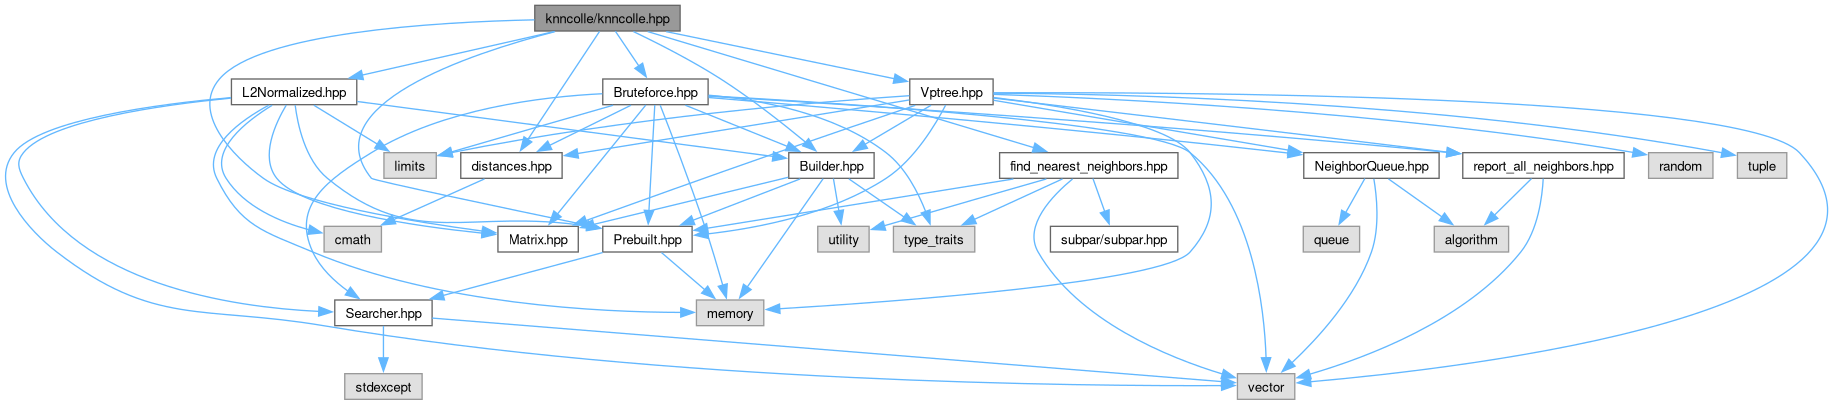 knncolle/knncolle.hpp
L2Normalized.hpp
Bruteforce.hpp
Vptree.hpp
limits
distances.hpp
Builder.hpp
find_nearest_neighbors.hpp
NeighborQueue.hpp
report_all_neighbors.hpp
random
tuple
cmath
Matrix.hpp
Prebuilt.hpp
utility
type_traits
subpar/subpar.hpp
queue
algorithm
Searcher.hpp
memory
stdexcept
vector